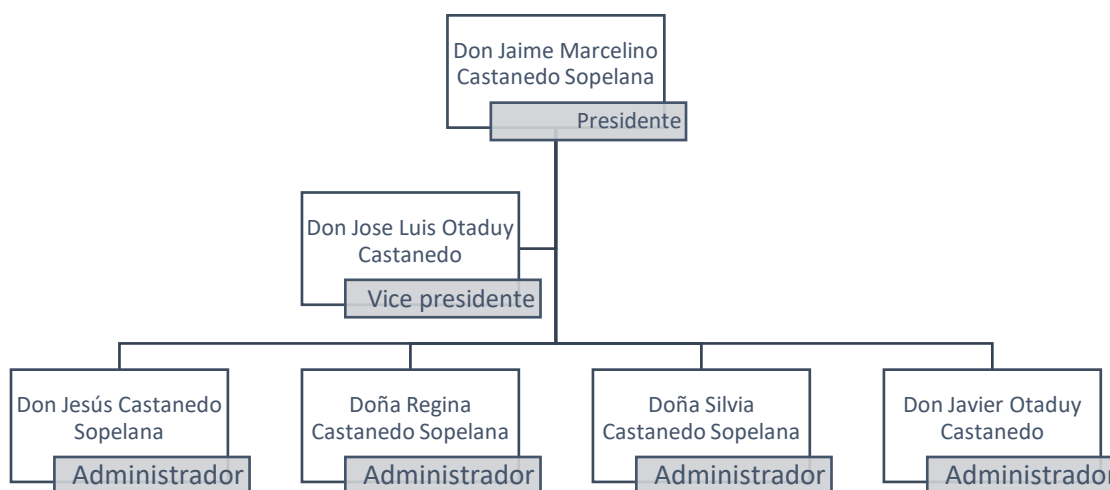 Don Jaime Marcelino
Castanedo Sopelana
Presidente
Don Jose Luis Otaduy
Castanedo
Vice presidente
Don Jesús Castanedo
Sopelana
Administrador
Doña Regina
Castanedo Sopelana
Administrador
Doña Silvia
Castanedo Sopelana
Administrador
Don Javier Otaduy
Castanedo
Administrador